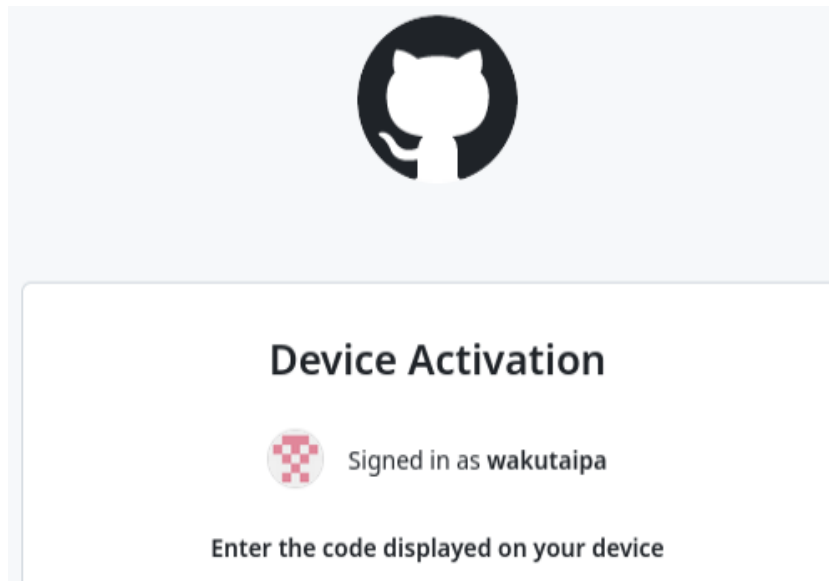 Device Activation
Signed in as wakutaipa
Enter the code displayed on your device